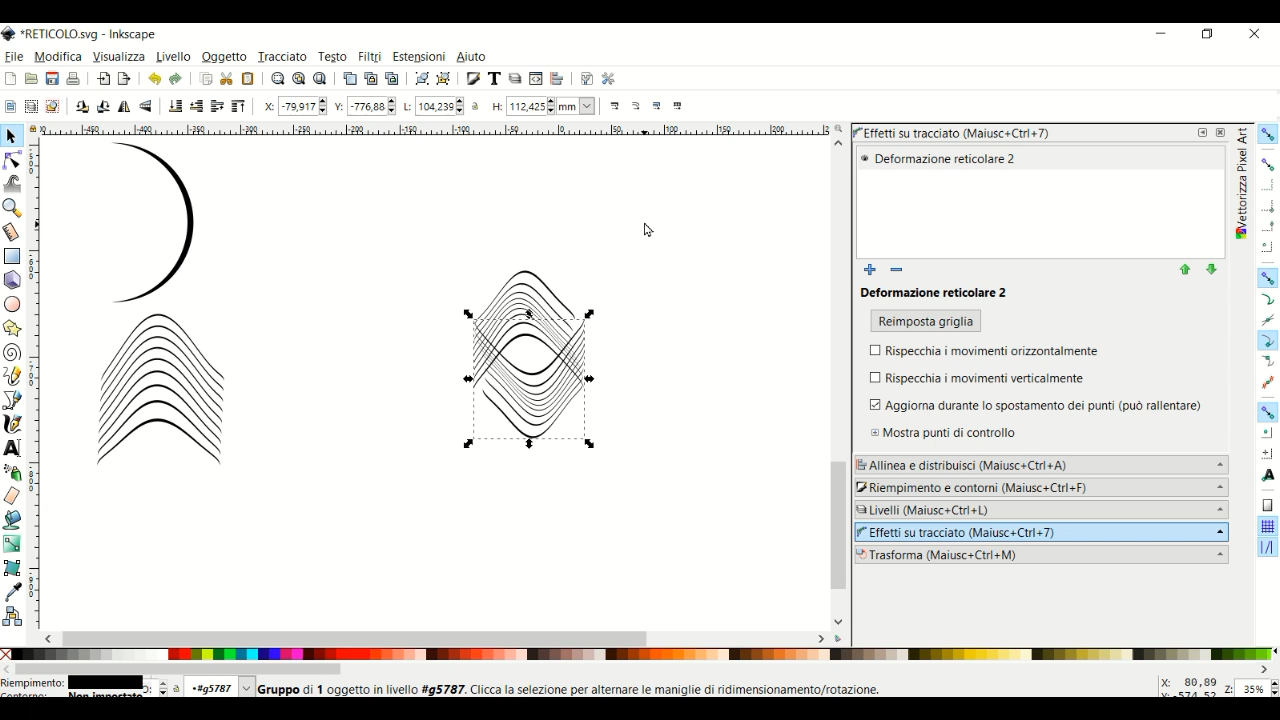 *RETICOLO.svg - Inkscape
File Modifica Visualizza Livello Oggetto Tracciato Testo Filtri Estensioni Aiuto
X: -79,917 Y: -776,88 L: 104,239 H: 112,425 mm
Effetti su tracciato (Maiusc+Ctrl+7)
Deformazione reticolare 2
Vettorizza Pixel Art
Deformazione reticolare 2
Reimposta griglia
Rispecchia i movimenti orizzontalmente
Rispecchia i movimenti verticalmente
Aggiorna durante lo spostamento dei punti (può rallentare)
Mostra punti di controllo
Allinea e distribuisci (Maiusc+Ctrl+A)
Riempimento e contorni (Maiusc+Ctrl+F)
Livelli (Maiusc+Ctrl+L)
Effetti su tracciato (Maiusc+Ctrl+7)
Trasforma (Maiusc+Ctrl+M)
Riempimento:
•#g5787 Gruppo di 1 oggetto in livello #g5787. Clicca la selezione per alternare le maniglie di ridimensionamento/rotazione.
X: 80,89 Z: 35%